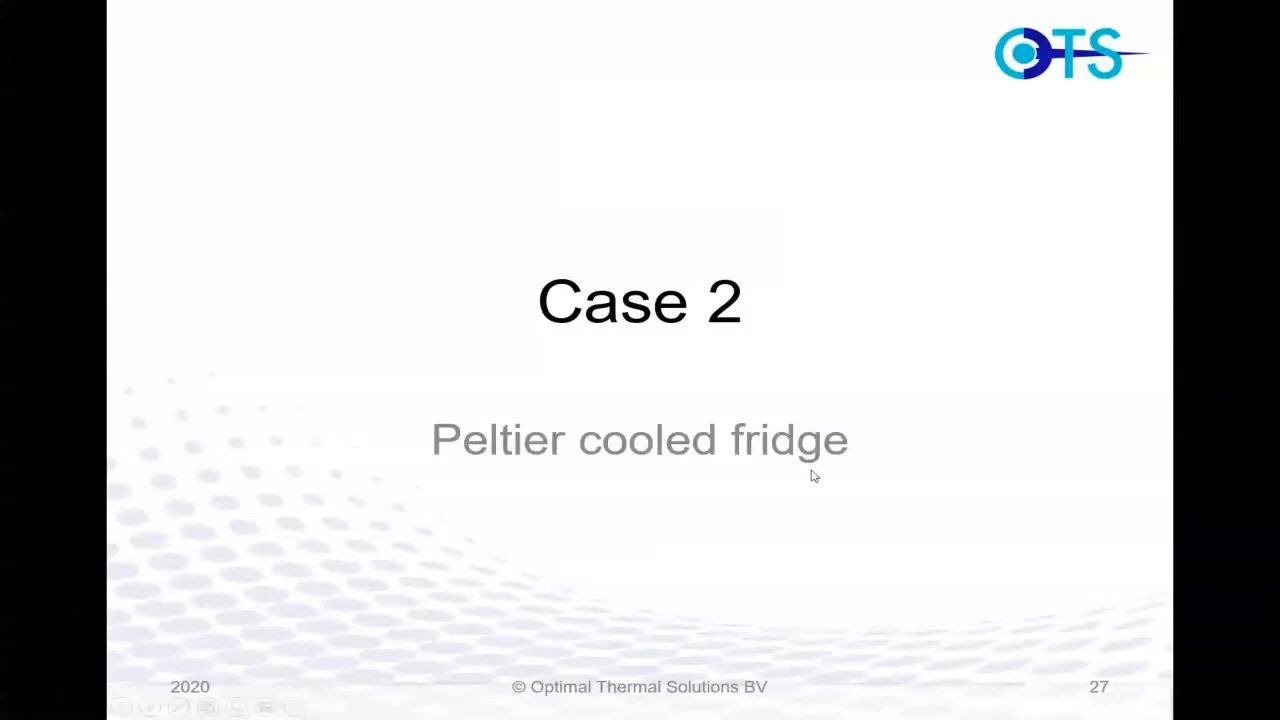 OTS
Case 2
Peltier cooled fridge
2020
© Optimal Thermal Solutions BV
27